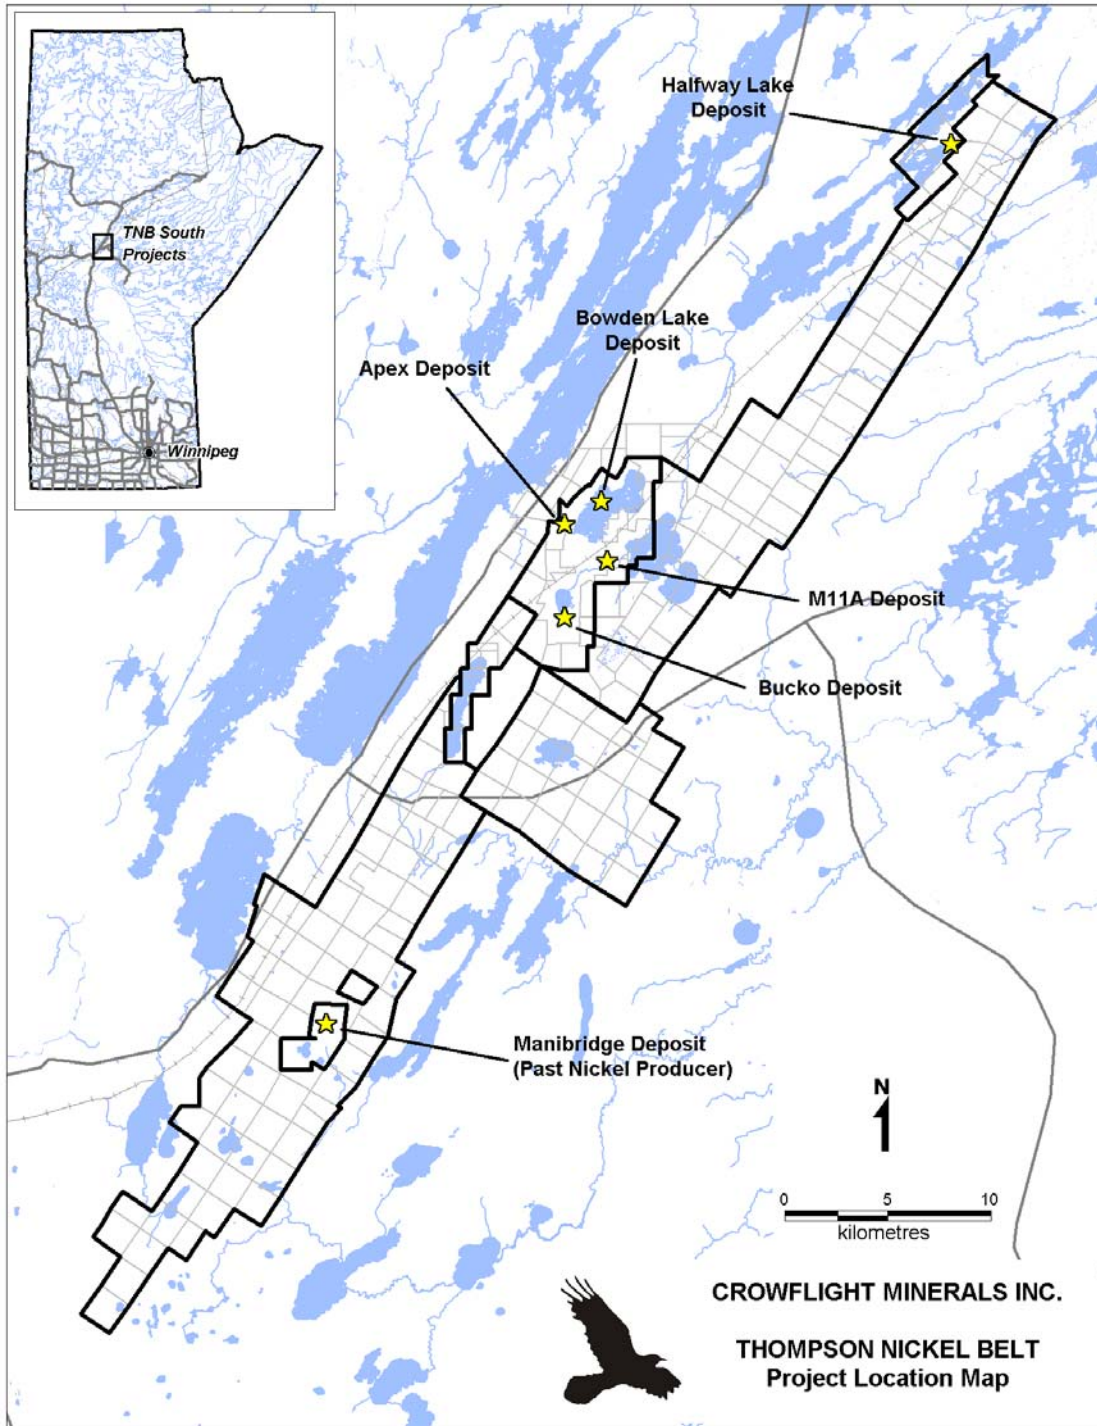 TNB South
Projects
Winnipeg
Halfway Lake
Deposit
Bowden Lake
Deposit
Apex Deposit
M11A Deposit
Bucko Deposit
Manibridge Deposit
(Past Nickel Producer)
N
0 5 10
kilometres
CROWFLIGHT MINERALS INC.
THOMPSON NICKEL BELT
Project Location Map